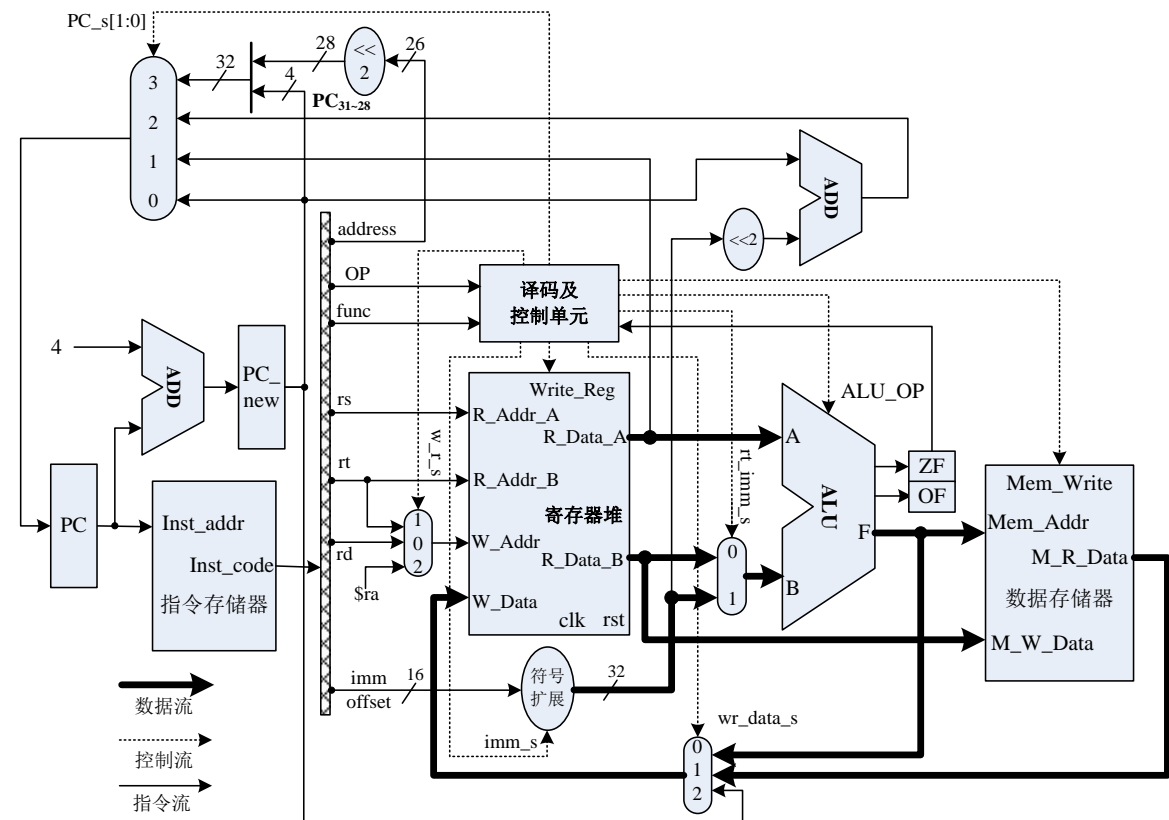 PC_s[1:0]
3
2
1
0
32
28
4
<<
2
26
PC31~28
ADD
<<2
address
OP
func
译码及
控制单元
4
ADD
PC_
new
rs
rt
rd
$ra
w_r_s
1
0
2
Write_Reg
R_Addr_A
R_Data_A
R_Addr_B
寄存器堆
W_Addr
R_Data_B
W_Data
clk rst
rt_imm_s
0
1
ALU_OP
A
ALU
F
B
ZF
OF
Mem_Write
Mem_Addr
M_R_Data
数据存储器
M_W_Data
PC
Inst_addr
Inst_code
指令存储器
imm
offset
16
符号
扩展
32
imm_s
wr_data_s
0
1
2
数据流
控制流
指令流